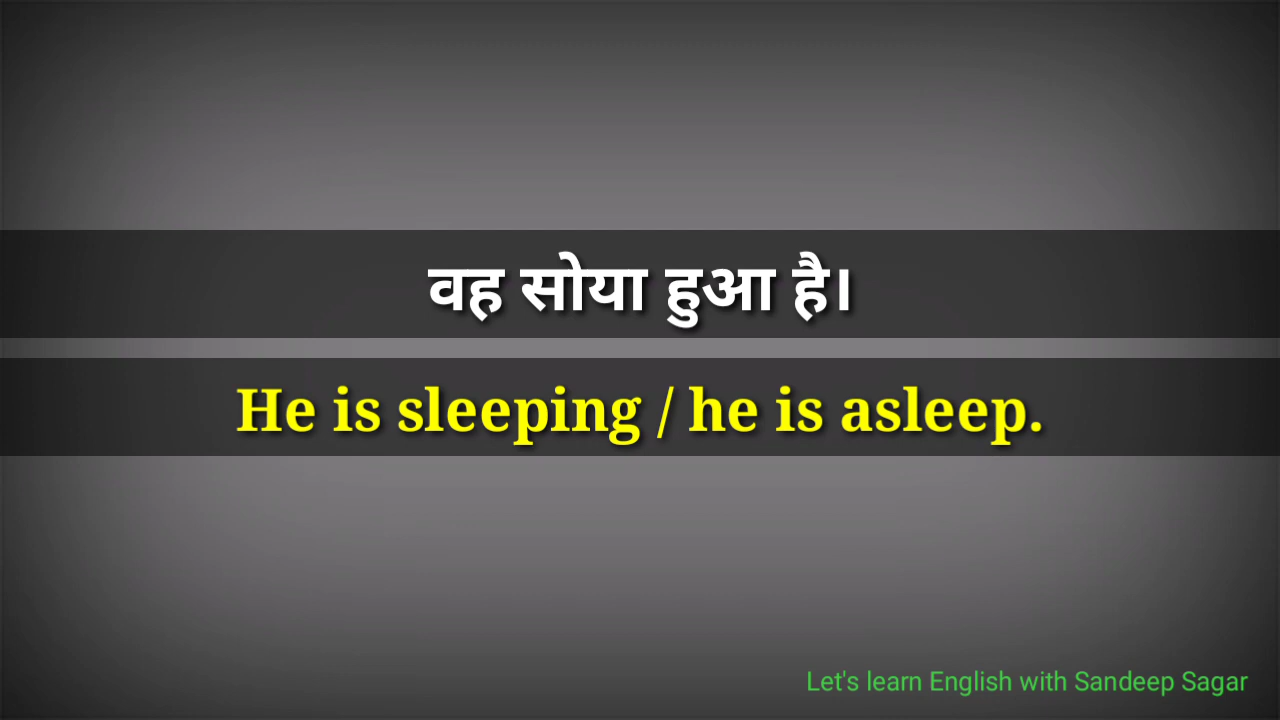 वह सोया हुआ है।
He is sleeping / he is asleep.
Let's learn English with Sandeep Sagar